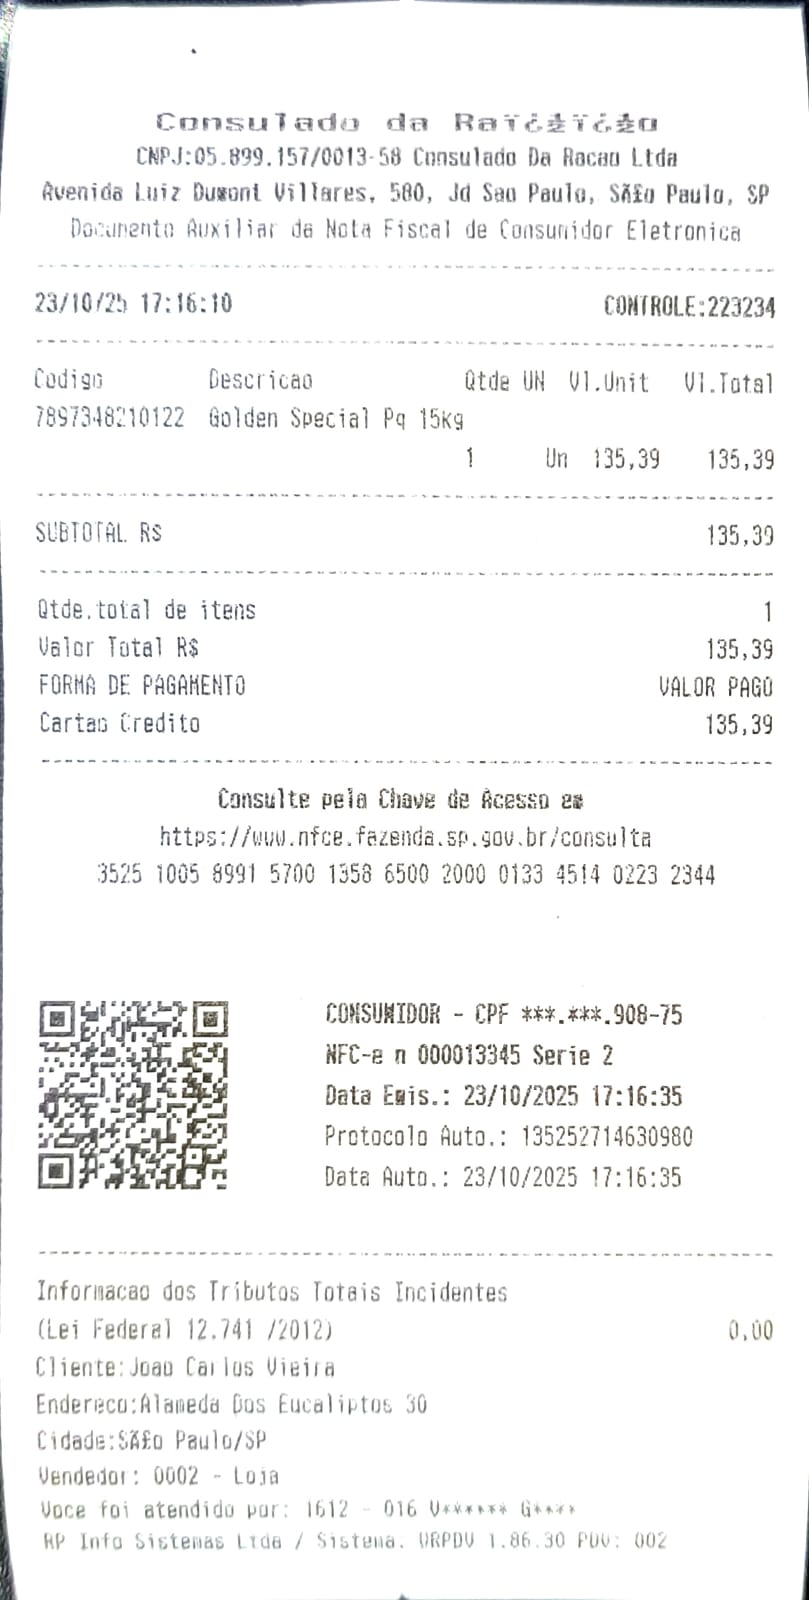 Consulado da Raï¿½ï¿½o
CNPJ:05.899.157/0013-58 Consulado Da Racao Ltda
Avenida Luiz Dumont Villares, 580, Jd Sao Paulo, SÃ£o Paulo, SP
Documento Auxiliar da Nota Fiscal de Consumidor Eletronica
23/10/25 17:16:10 CONTROLE:223234
Codigo Descricao Qtde UN Vl.Unit Vl.Total
7897348210122 Golden Special Pq 15Kg
1 Un 135,39 135,39
SUBTOTAL R$ 135,39
Qtde.total de itens 1
Valor Total R$ 135,39
FORMA DE PAGAMENTO VALOR PAGO
Cartao Credito 135,39
Consulte pela Chave de Acesso em
https://www.nfce.fazenda.sp.gov.br/consulta
3525 1005 8991 5700 1358 6500 2000 0133 4514 0223 2344
CONSUMIDOR - CPF ***.***.908-75
NFC-e n 000013345 Serie 2
Data Emis.: 23/10/2025 17:16:35
Protocolo Auto.: 135252714630980
Data Auto.: 23/10/2025 17:16:35
Informacao dos Tributos Totais Incidentes
(Lei Federal 12.741 /2012) 0,00
Cliente:Joao Carlos Vieira
Endereco:Alameda Dos Eucaliptos 30
Cidade:SÃ£o Paulo/SP
Vendedor: 0002 - Loja
Voce foi atendido por: 1612 - 016 V****** G****
RP Info Sistemas Ltda / Sistema: VRPDV 1.86.30 PDV: 002